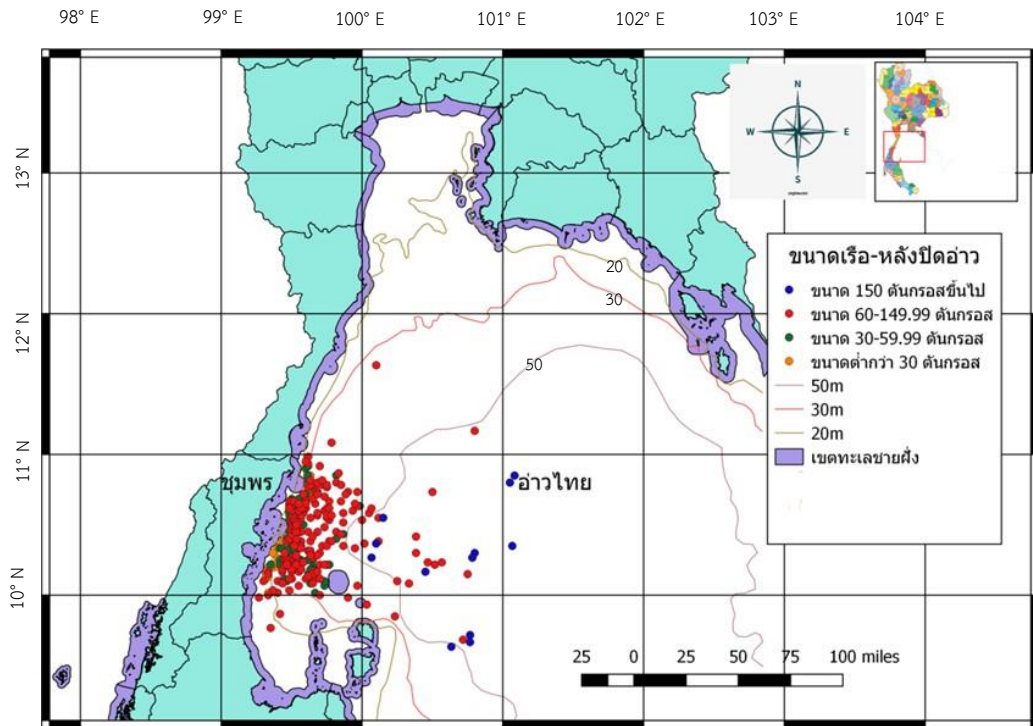 98° E 99° E 100° E 101° E 102° E 103° E 104° E
N
W E
S
13° N
12° N
11° N
10° N
20
30
50
ชุมพร
อ่าวไทย
ขนาดเรือ-หลังปิดอ่าว
ขนาด 150 ตันกรอสขึ้นไป
ขนาด 60-149.99 ตันกรอส
ขนาด 30-59.99 ตันกรอส
ขนาดต่ำกว่า 30 ตันกรอส
50m
30m
20m
เขตทะเลชายฝั่ง
25 0 25 50 75 100 miles